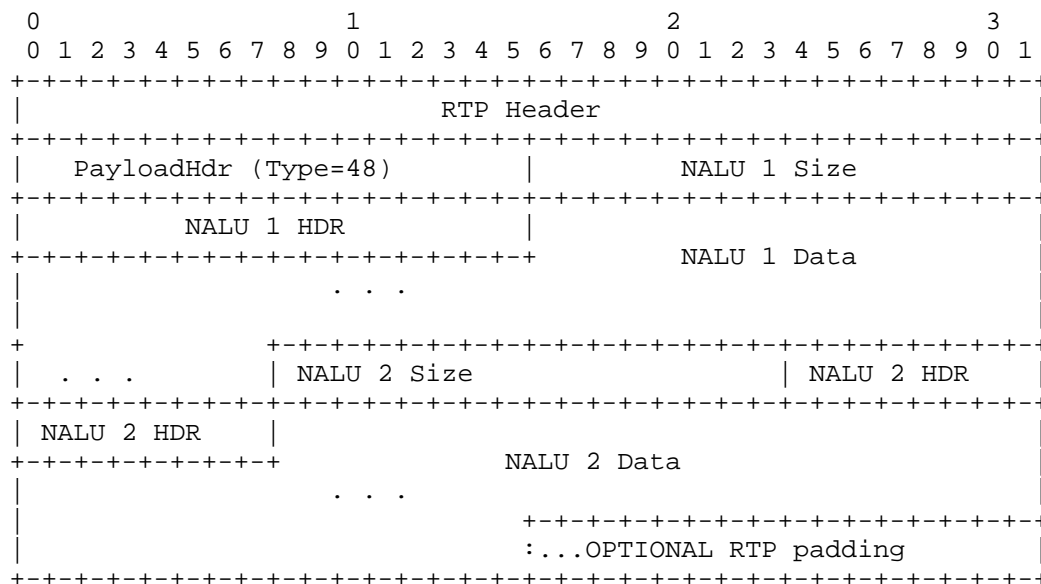 0                   1                   2                   3
 0 1 2 3 4 5 6 7 8 9 0 1 2 3 4 5 6 7 8 9 0 1 2 3 4 5 6 7 8 9 0 1
+-+-+-+-+-+-+-+-+-+-+-+-+-+-+-+-+-+-+-+-+-+-+-+-+-+-+-+-+-+-+-+-+
|                          RTP Header                           |
+-+-+-+-+-+-+-+-+-+-+-+-+-+-+-+-+-+-+-+-+-+-+-+-+-+-+-+-+-+-+-+-+
|   PayloadHdr (Type=48)        |         NALU 1 Size           |
+-+-+-+-+-+-+-+-+-+-+-+-+-+-+-+-+-+-+-+-+-+-+-+-+-+-+-+-+-+-+-+-+
|          NALU 1 HDR           |                               |
+-+-+-+-+-+-+-+-+-+-+-+-+-+-+-+-+         NALU 1 Data           |
|                   . . .                                       |
|                                                               |
+               +-+-+-+-+-+-+-+-+-+-+-+-+-+-+-+-+-+-+-+-+-+-+-+-+
|  . . .        | NALU 2 Size                   | NALU 2 HDR    |
+-+-+-+-+-+-+-+-+-+-+-+-+-+-+-+-+-+-+-+-+-+-+-+-+-+-+-+-+-+-+-+-+
| NALU 2 HDR    |                                               |
+-+-+-+-+-+-+-+-+              NALU 2 Data                      |
|                   . . .                                       |
|                               +-+-+-+-+-+-+-+-+-+-+-+-+-+-+-+-+
|                               :...OPTIONAL RTP padding        |
+-+-+-+-+-+-+-+-+-+-+-+-+-+-+-+-+-+-+-+-+-+-+-+-+-+-+-+-+-+-+-+-+